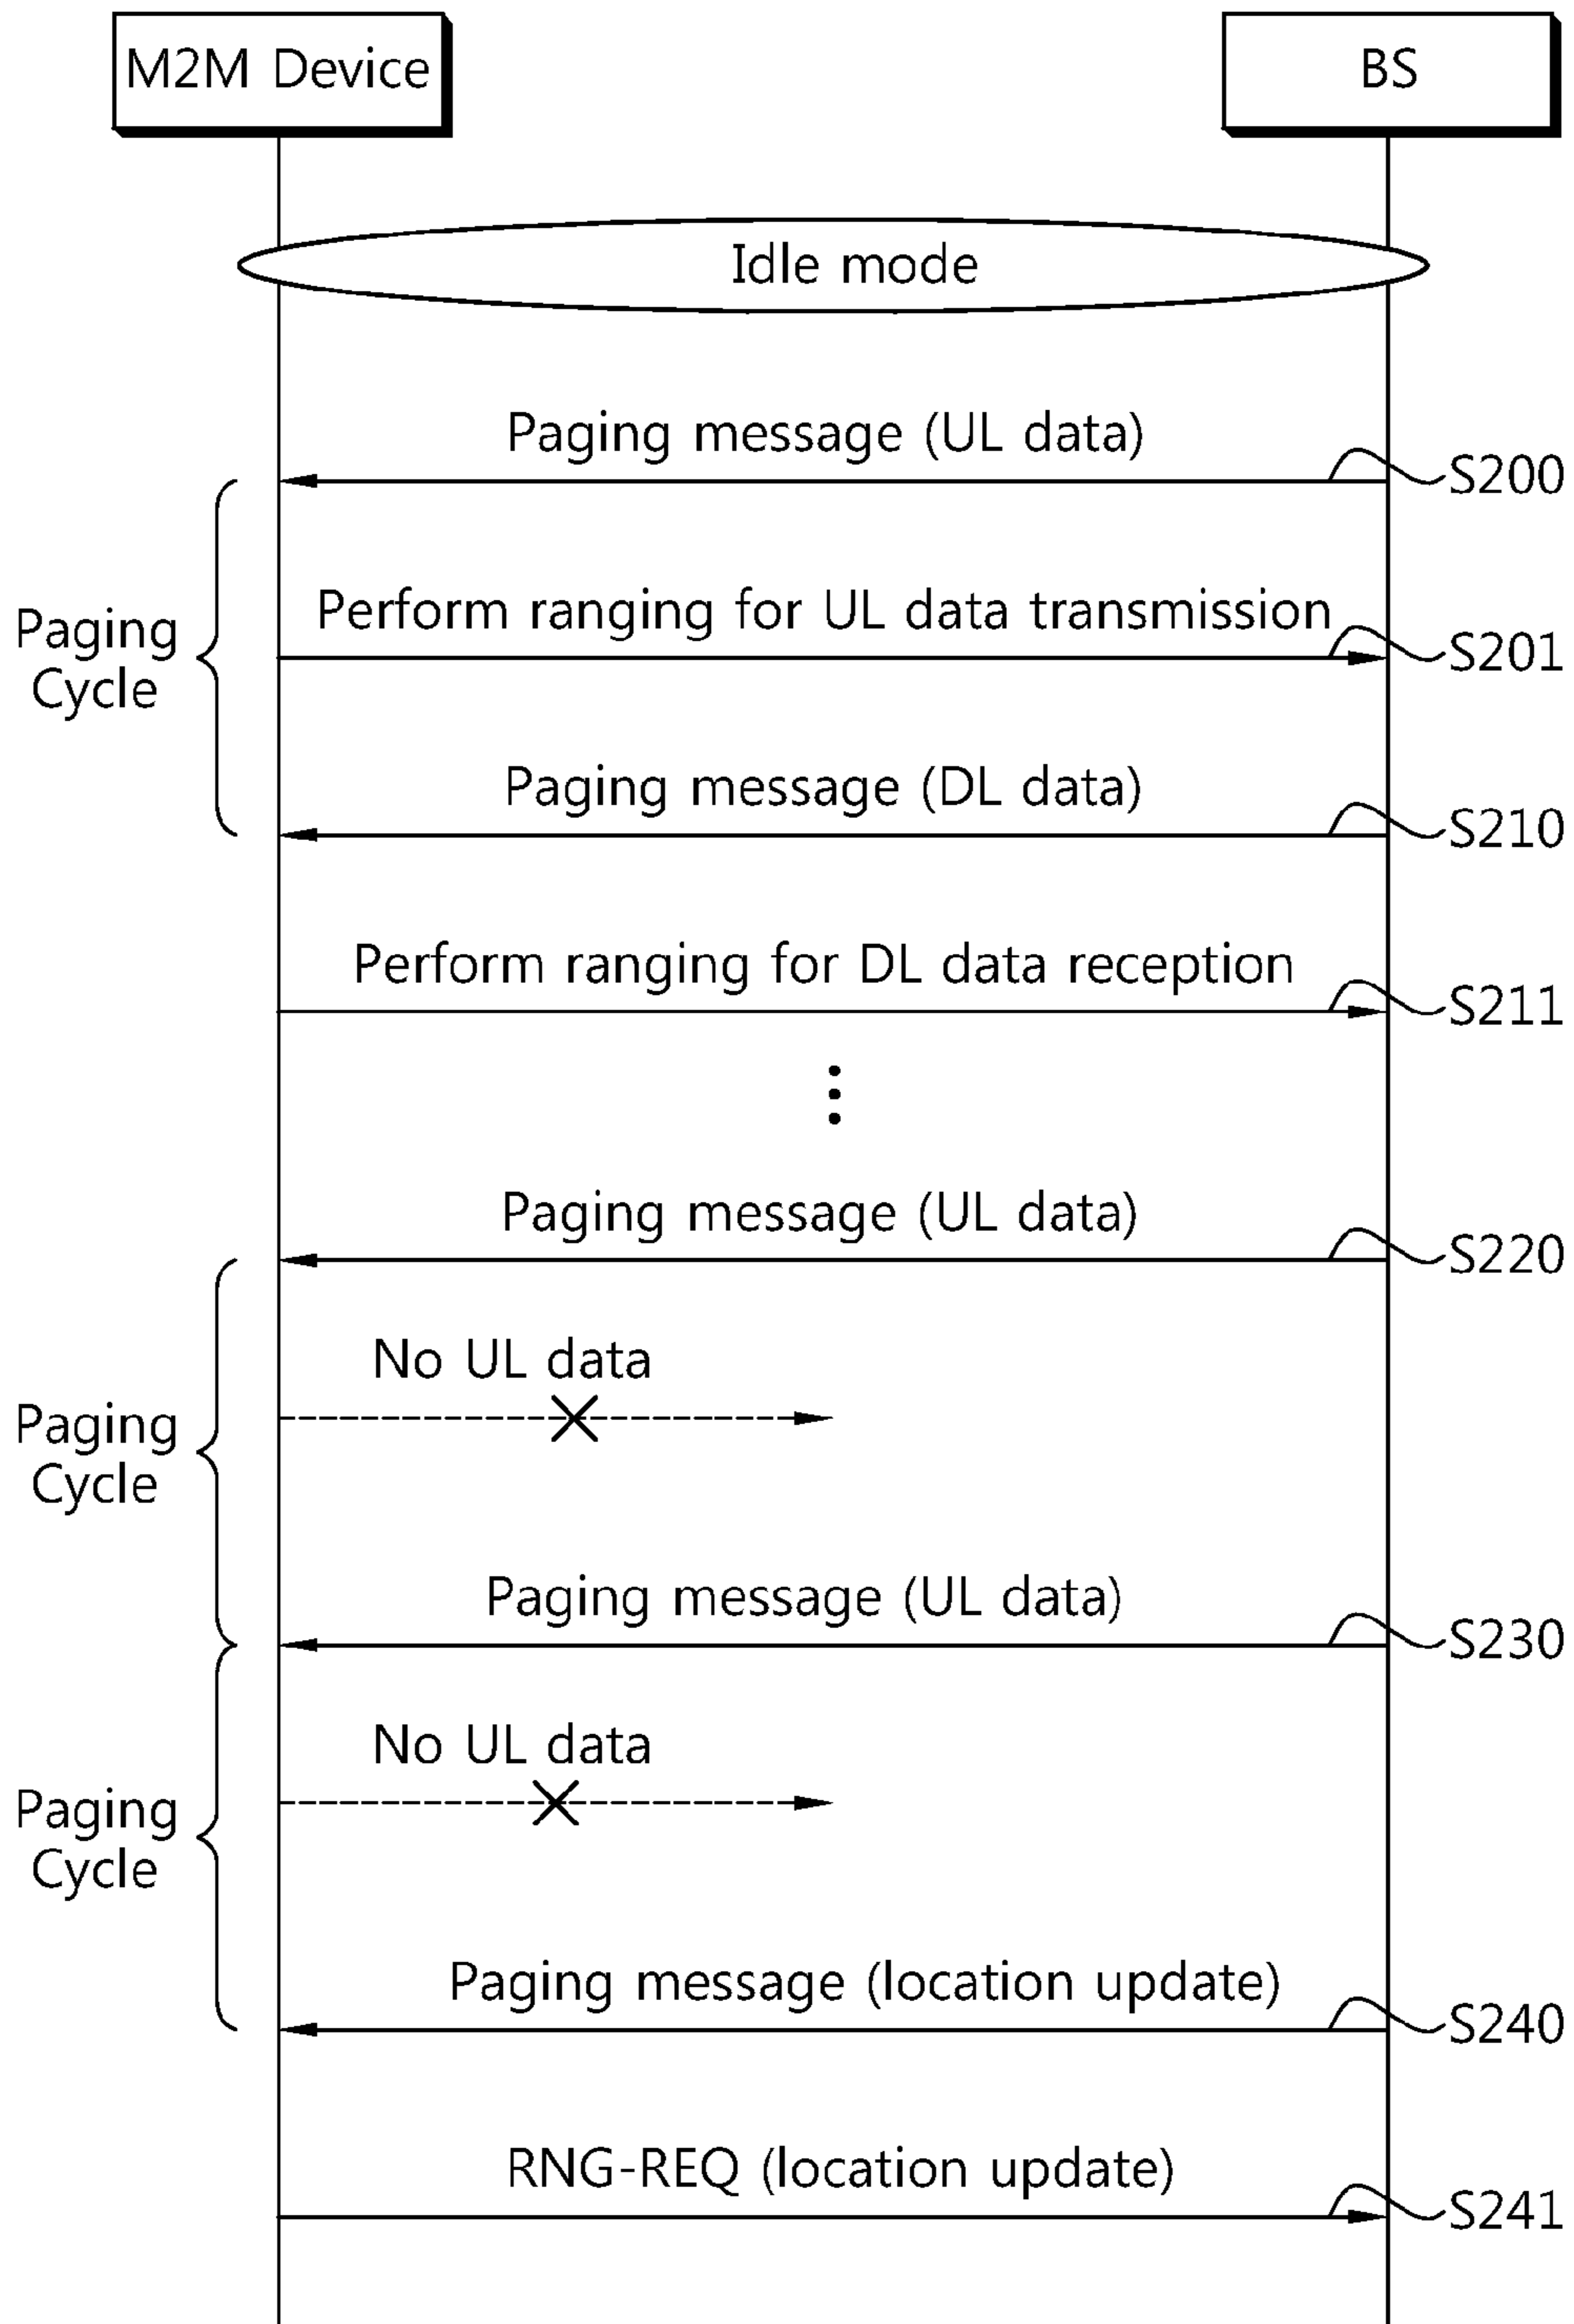 M2M Device
BS
Idle mode
Paging message (UL data)
S200
Perform ranging for UL data transmission
S201
Paging
Cycle
Paging message (DL data)
S210
Perform ranging for DL data reception
S211
Paging message (UL data)
S220
No UL data
Paging
Cycle
Paging message (UL data)
S230
No UL data
Paging
Cycle
Paging message (location update)
S240
RNG-REQ (location update)
S241